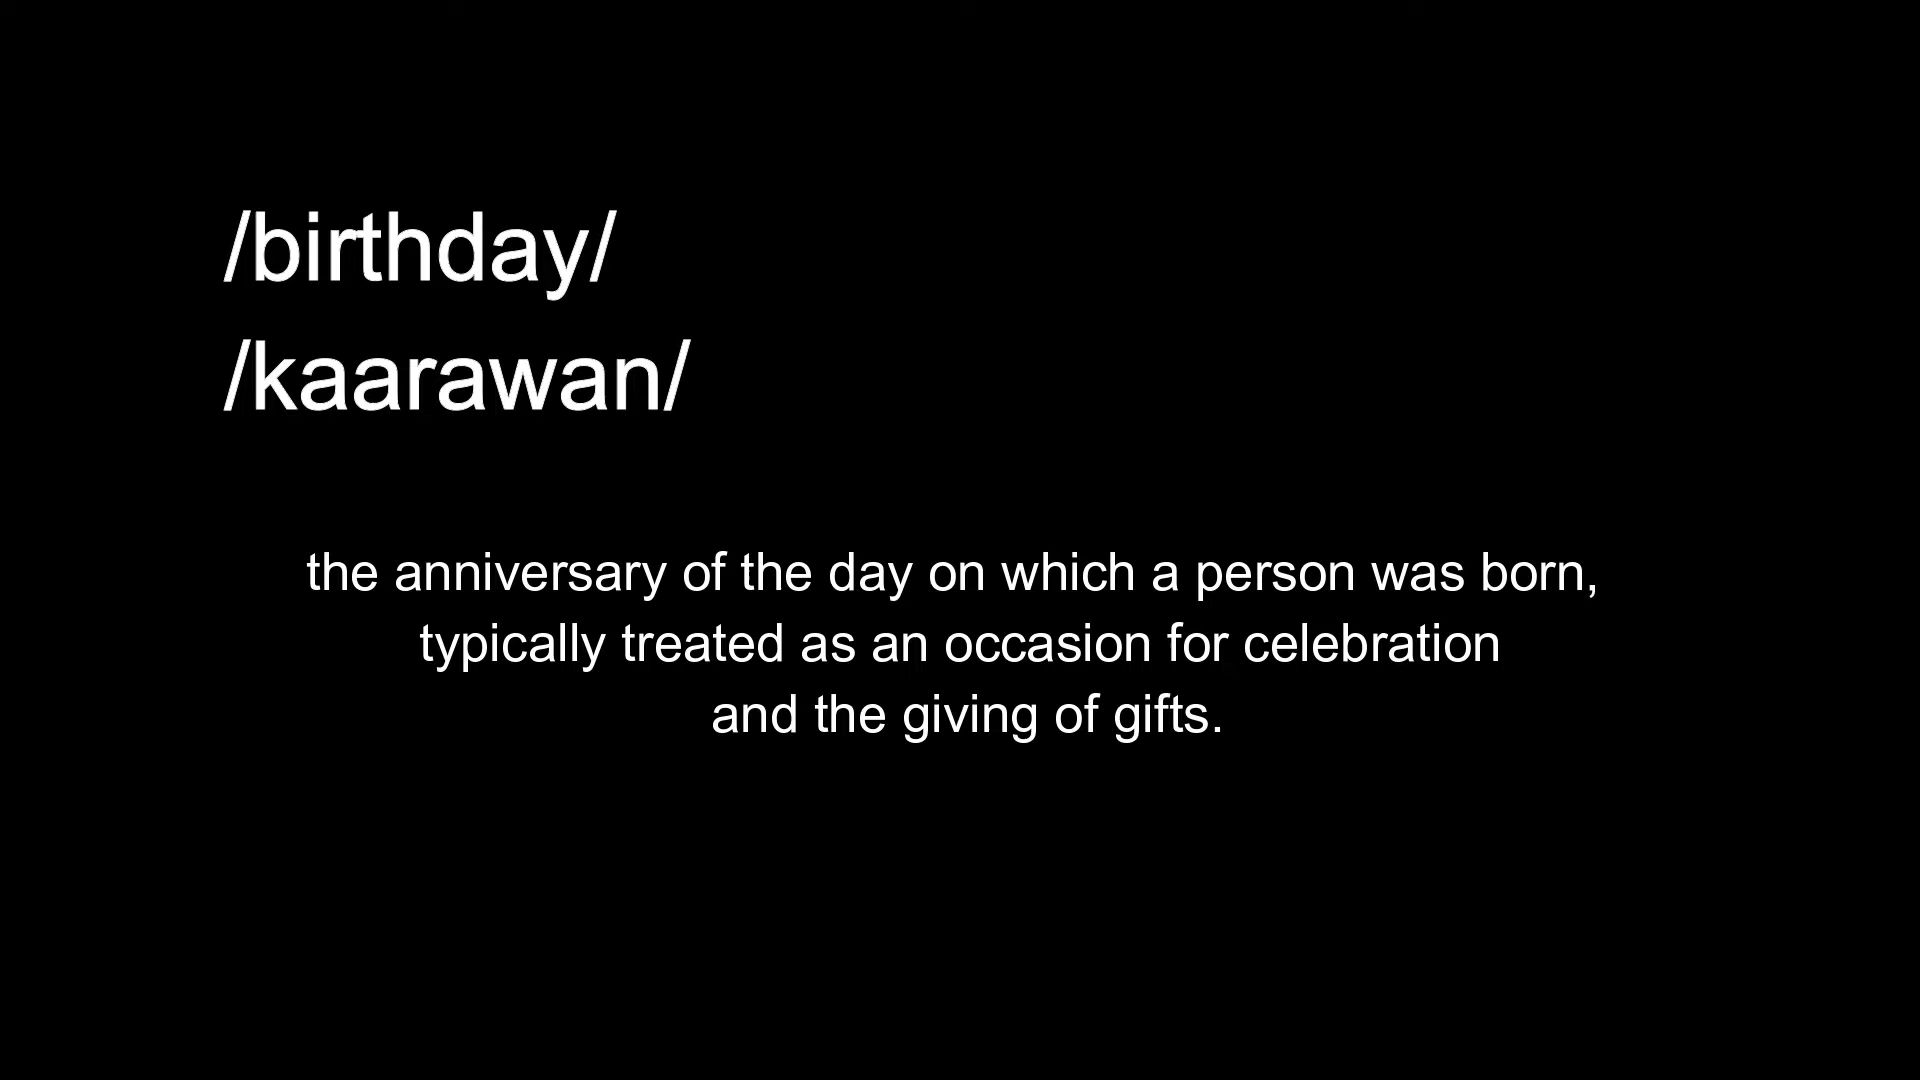 /birthday/
/kaarawan/
the anniversary of the day on which a person was born,
typically treated as an occasion for celebration
and the giving of gifts.